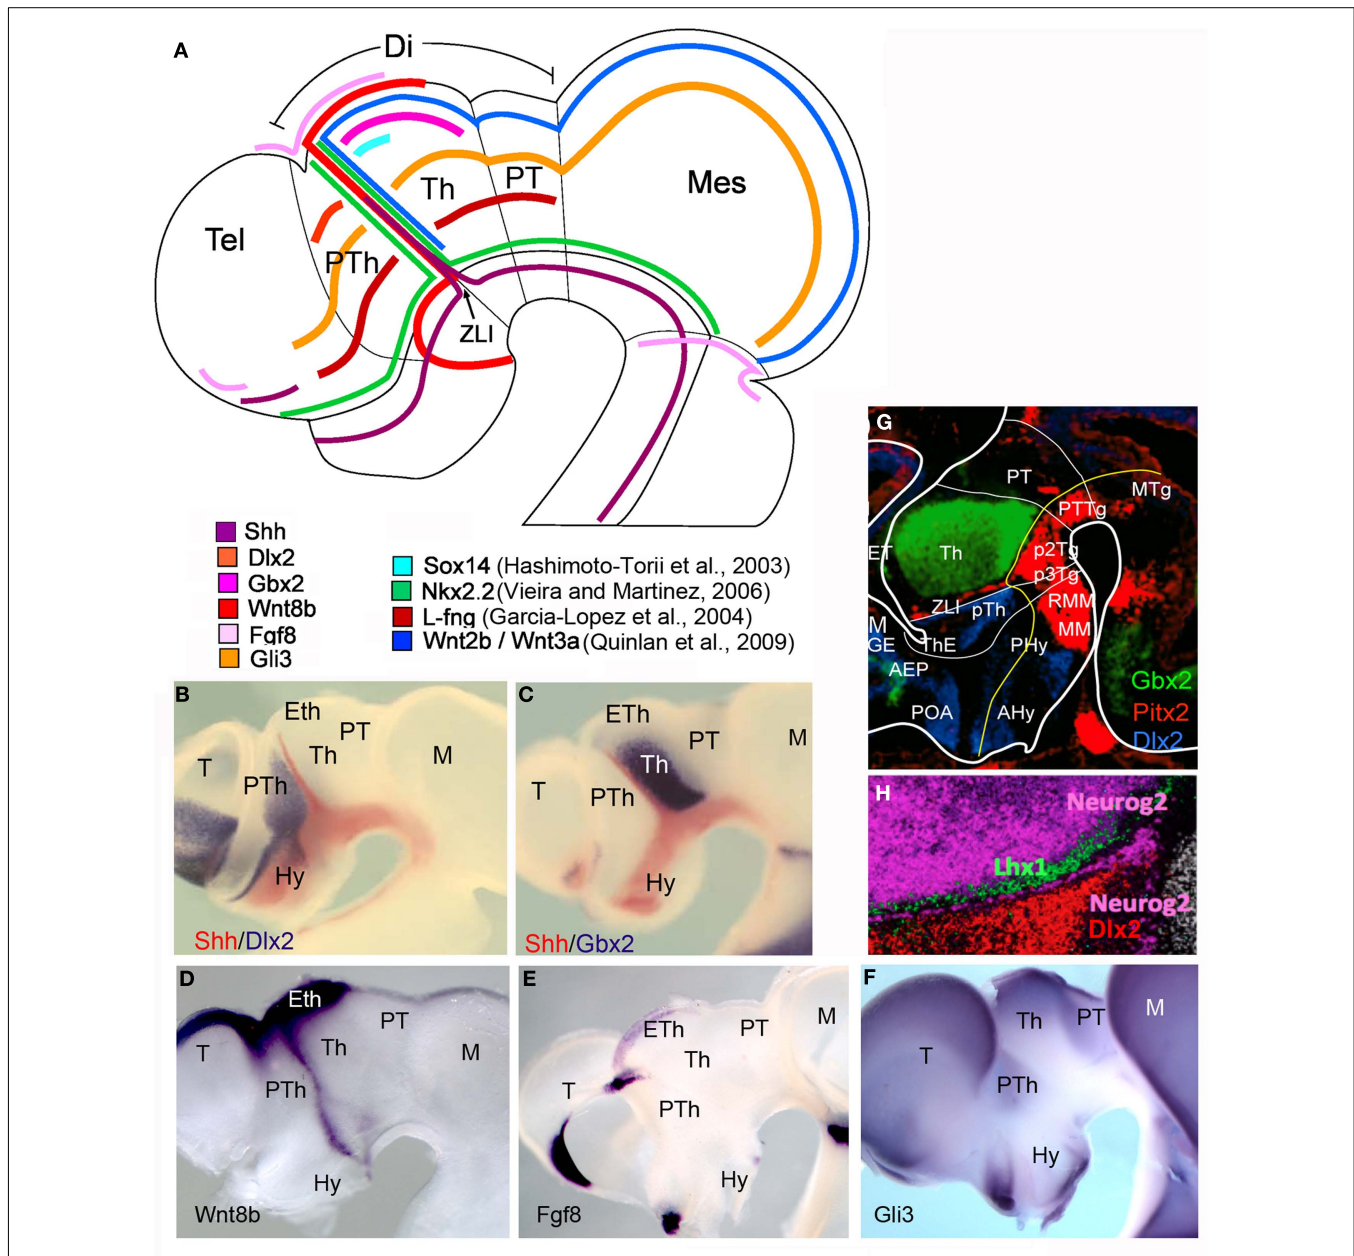 A
Di
Tel
PTh
Th
PT
Mes
ZLI
Shh
Dlx2
Gbx2
Wnt8b
Fgf8
Gli3
Sox14 (Hashimoto-Torii et al., 2003)
Nkx2.2 (Vieira and Martinez, 2006)
L-fng (Garcia-Lopez et al., 2004)
Wnt2b / Wnt3a (Quinlan et al., 2009)
B
Eth
PT
Th
T
PTh
M
Hy
Shh/Dlx2
C
ETh
PT
M
Th
T
PTh
Hy
Shh/Gbx2
D
Eth
PT
T
Th
M
PTh
Hy
Wnt8b
E
ETh
PT
M
Th
T
PTh
Hy
Fgf8
F
M
Th
PT
T
PTh
Hy
Gli3
G
PT
MTg
PTTg
ET
Th
p2Tg
p3Tg
ZLI
pTh
RMM
M
MM
GE
ThE
PHy
AEP
Gbx2
POA
AHy
Pitx2
Dlx2
H
Neurog2
Lhx1
Neurog2
Dlx2